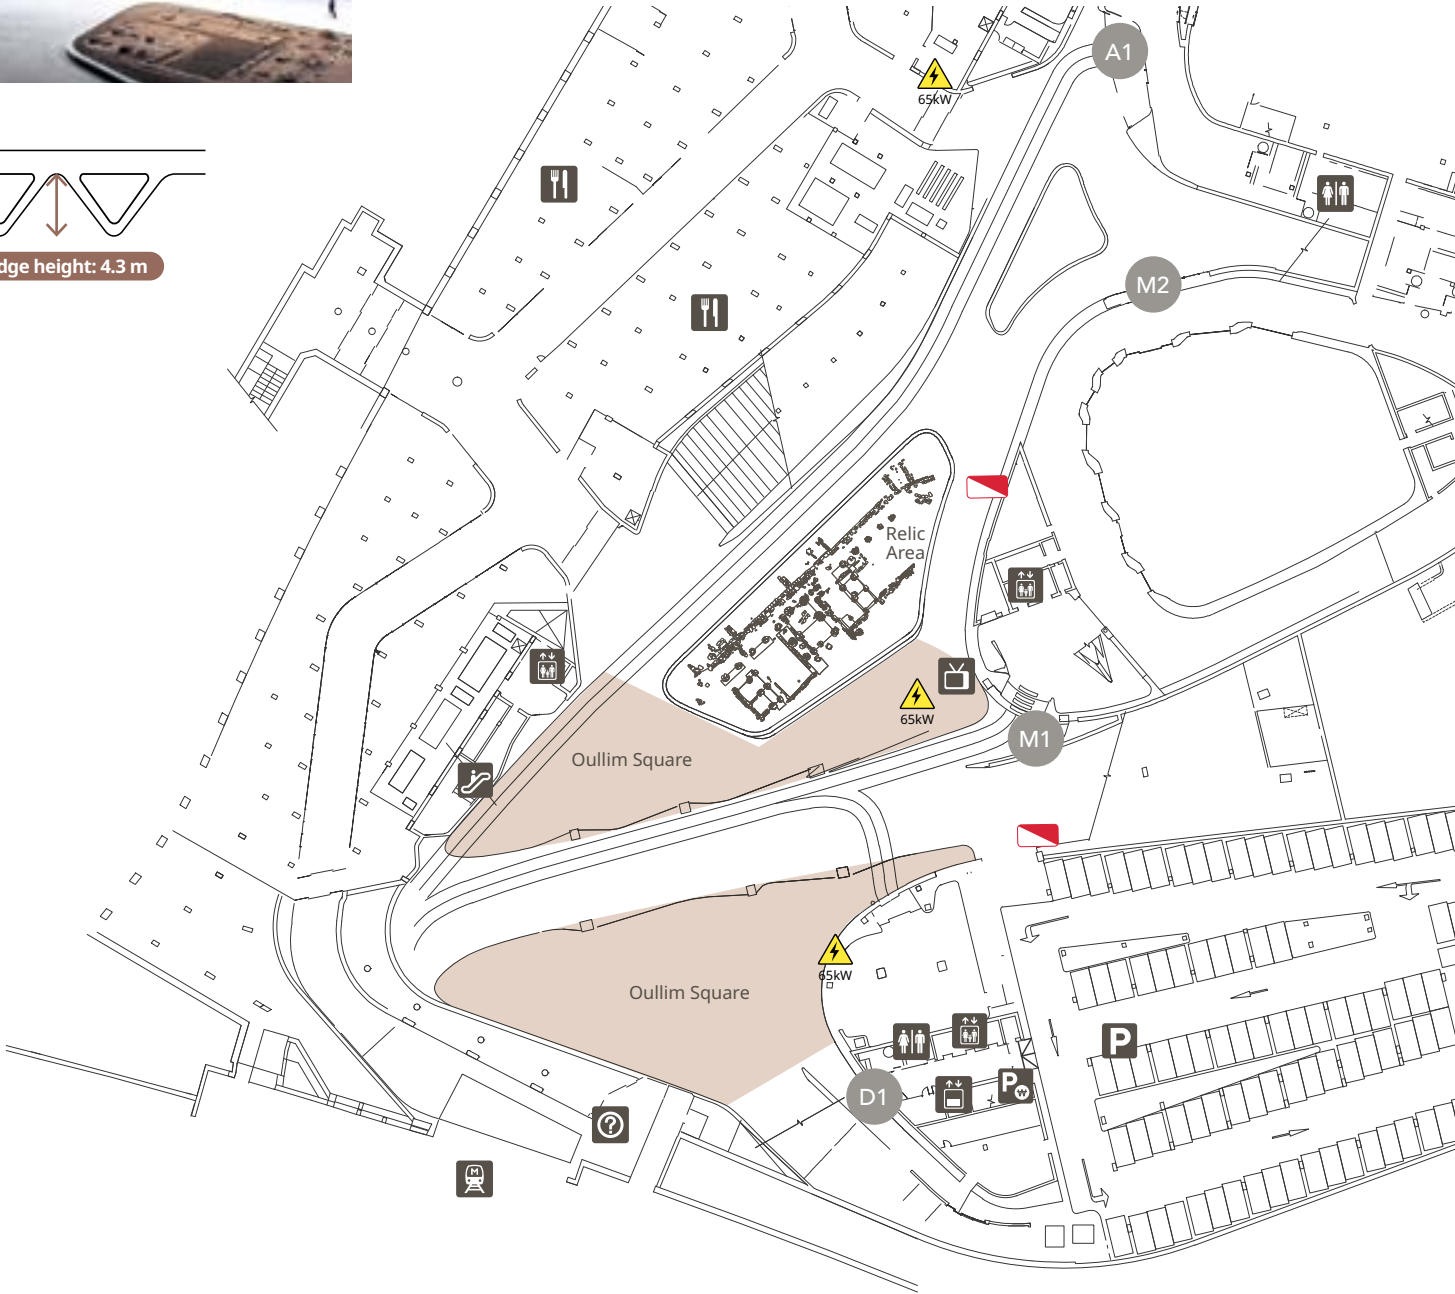 A1
65kW
M2
dge height: 4.3 m
Relic
Area
65kW
M1
Oullim Square
65kW
Oullim Square
P
P
W
D1
?
M